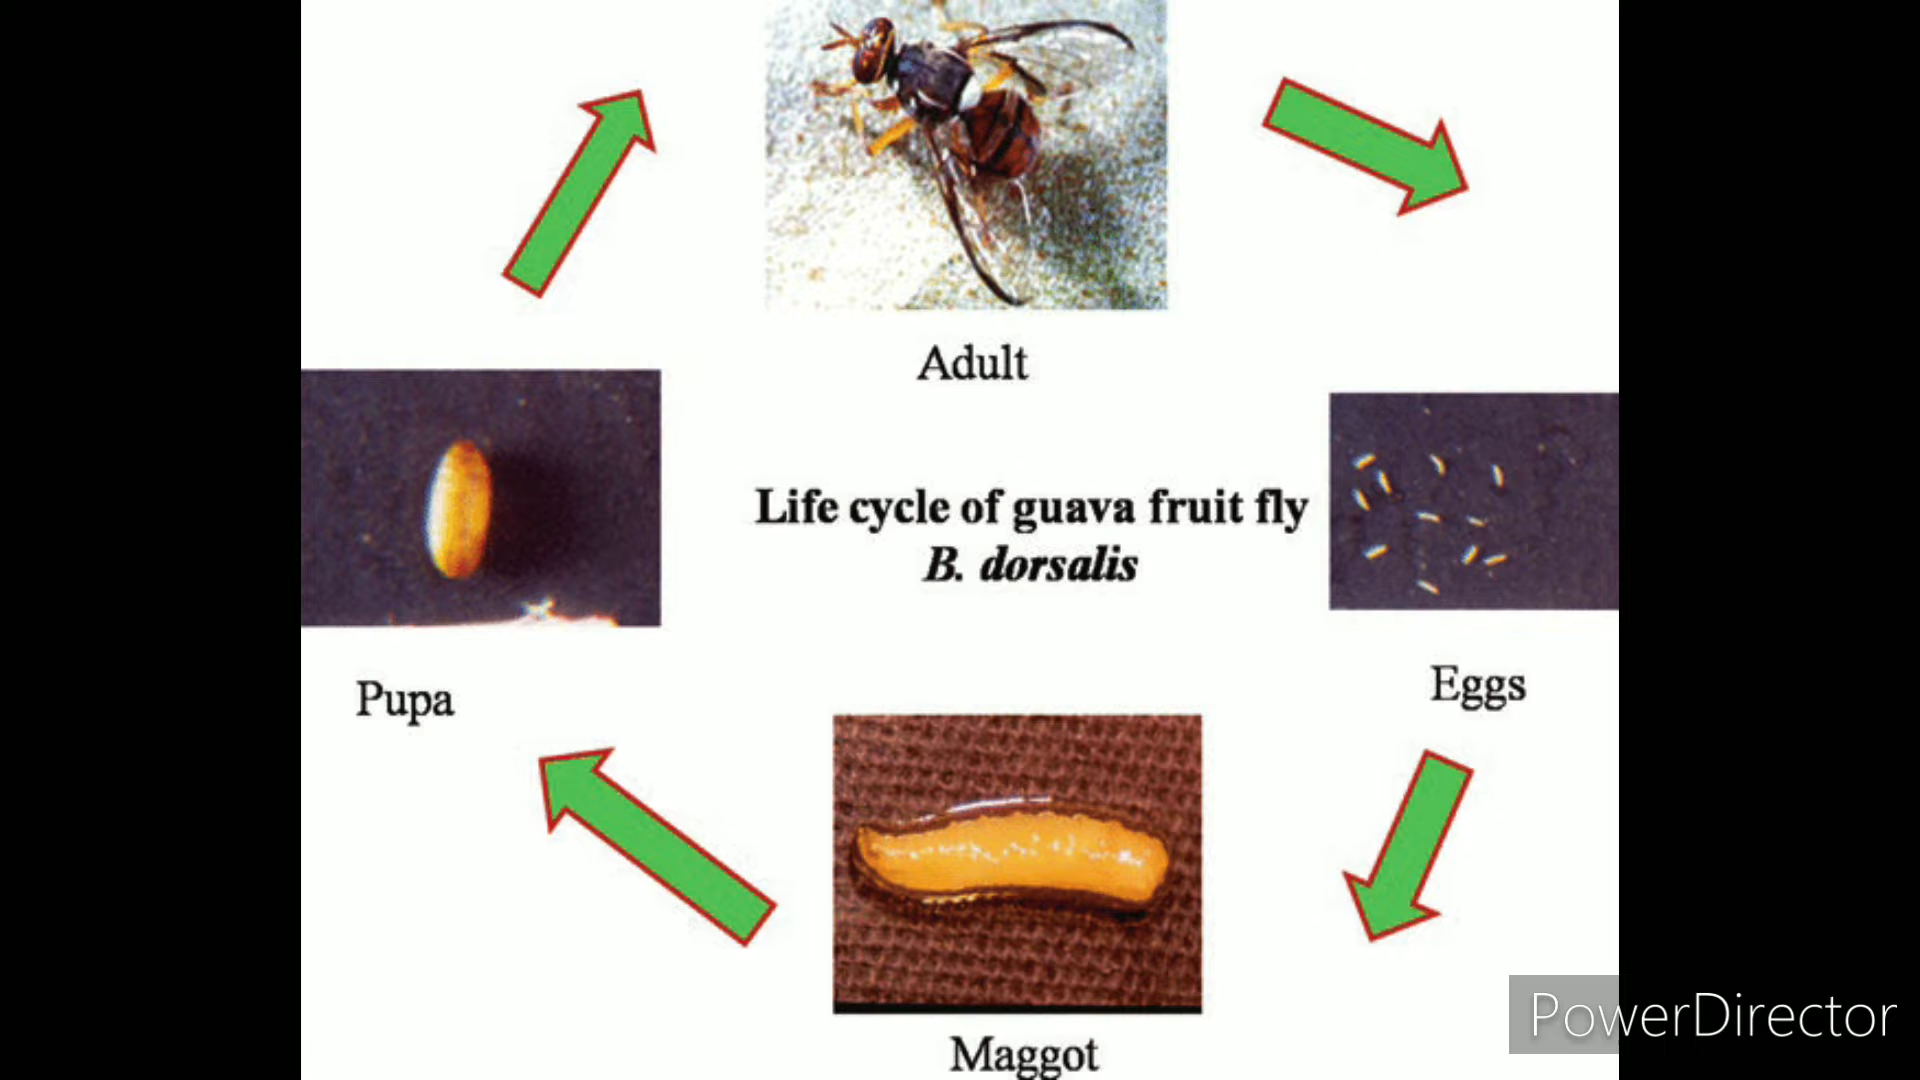 Adult
Life cycle of guava fruit fly
B. dorsalis
Pupa
Eggs
Maggot
PowerDirector